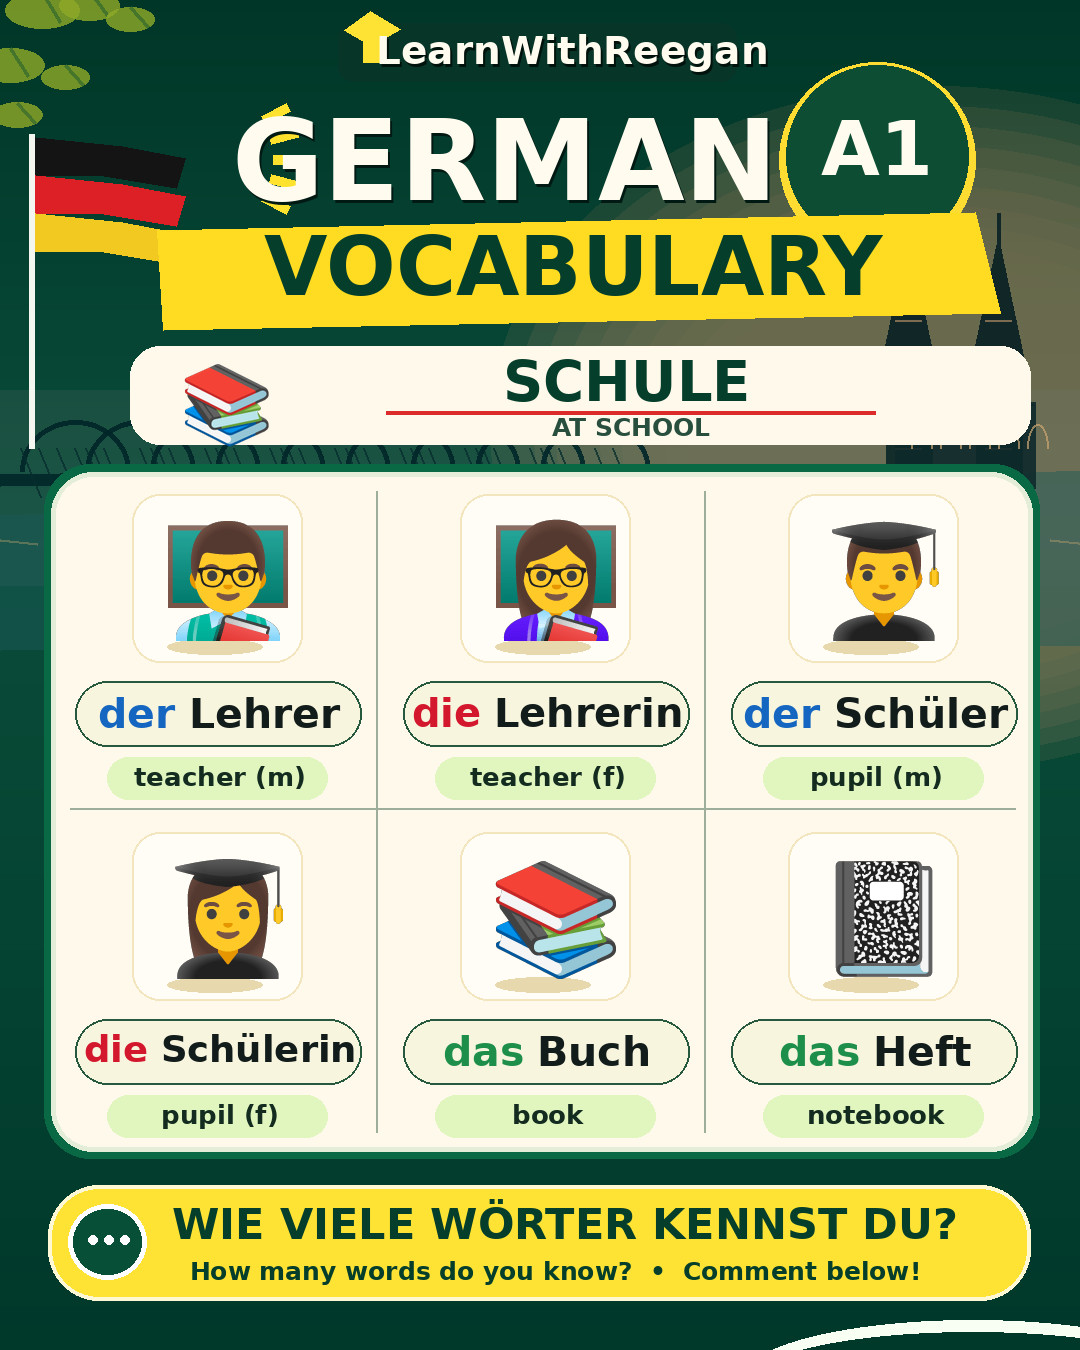 LearnWithReegan
GERMAN
A1
VOCABULARY
SCHULE
AT SCHOOL
der Lehrer
teacher (m)
die Lehrerin
teacher (f)
der Schüler
pupil (m)
die Schülerin
pupil (f)
das Buch
book
das Heft
notebook
WIE VIELE WÖRTER KENNST DU?
How many words do you know? • Comment below!